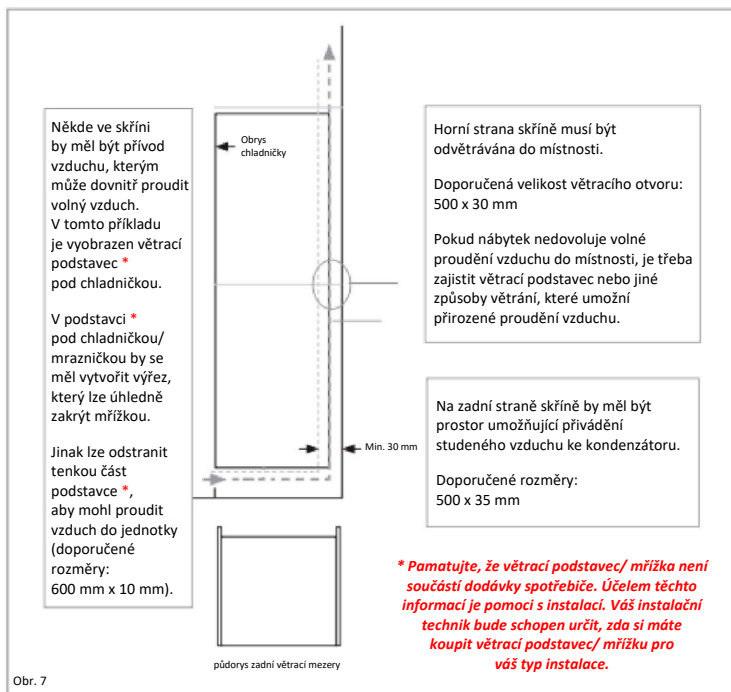 Někde ve skříni
by měl být přívod
vzduchu, kterým
může dovnitř proudit
volný vzduch.
V tomto příkladu
je vyobrazen větrací
podstavec *
pod chladničkou.
V podstavci *
pod chladničkou/
mrazničkou by se
měl vytvořit výřez,
který lze úhledně
zakrýt mřížkou.
Jinak lze odstranit
tenkou část
podstavce *,
aby mohl proudit
vzduch do jednotky
(doporučené
rozměry:
600 mm x 10 mm).
Obrys
chladničky
Min. 30 mm
půdorys zadní větrací mezery
Horní strana skříně musí být
odvětrávána do místnosti.
Doporučená velikost větracího otvoru:
500 x 30 mm
Pokud nábytek nedovoluje volné
proudění vzduchu do místnosti, je třeba
zajistit větrací podstavec nebo jiné
způsoby větrání, které umožní
přirozené proudění vzduchu.
Na zadní straně skříně by měl být
prostor umožňující přivádění
studeného vzduchu ke kondenzátoru.
Doporučené rozměry:
500 x 35 mm
* Pamatujte, že větrací podstavec/ mřížka není
součástí dodávky spotřebiče. Účelem těchto
informací je pomoci s instalací. Váš instalační
technik bude schopen určit, zda si máte
koupit větrací podstavec/ mřížku pro
váš typ instalace.
Obr. 7